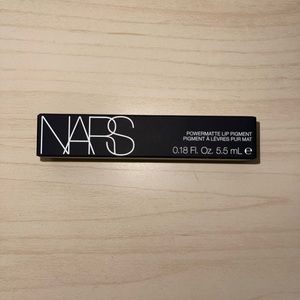 NARS
POWERMATTE LIP PIGMENT
PIGMENT À LÈVRES PUR MAT
0.18 Fl. Oz. 5.5 mL ℮